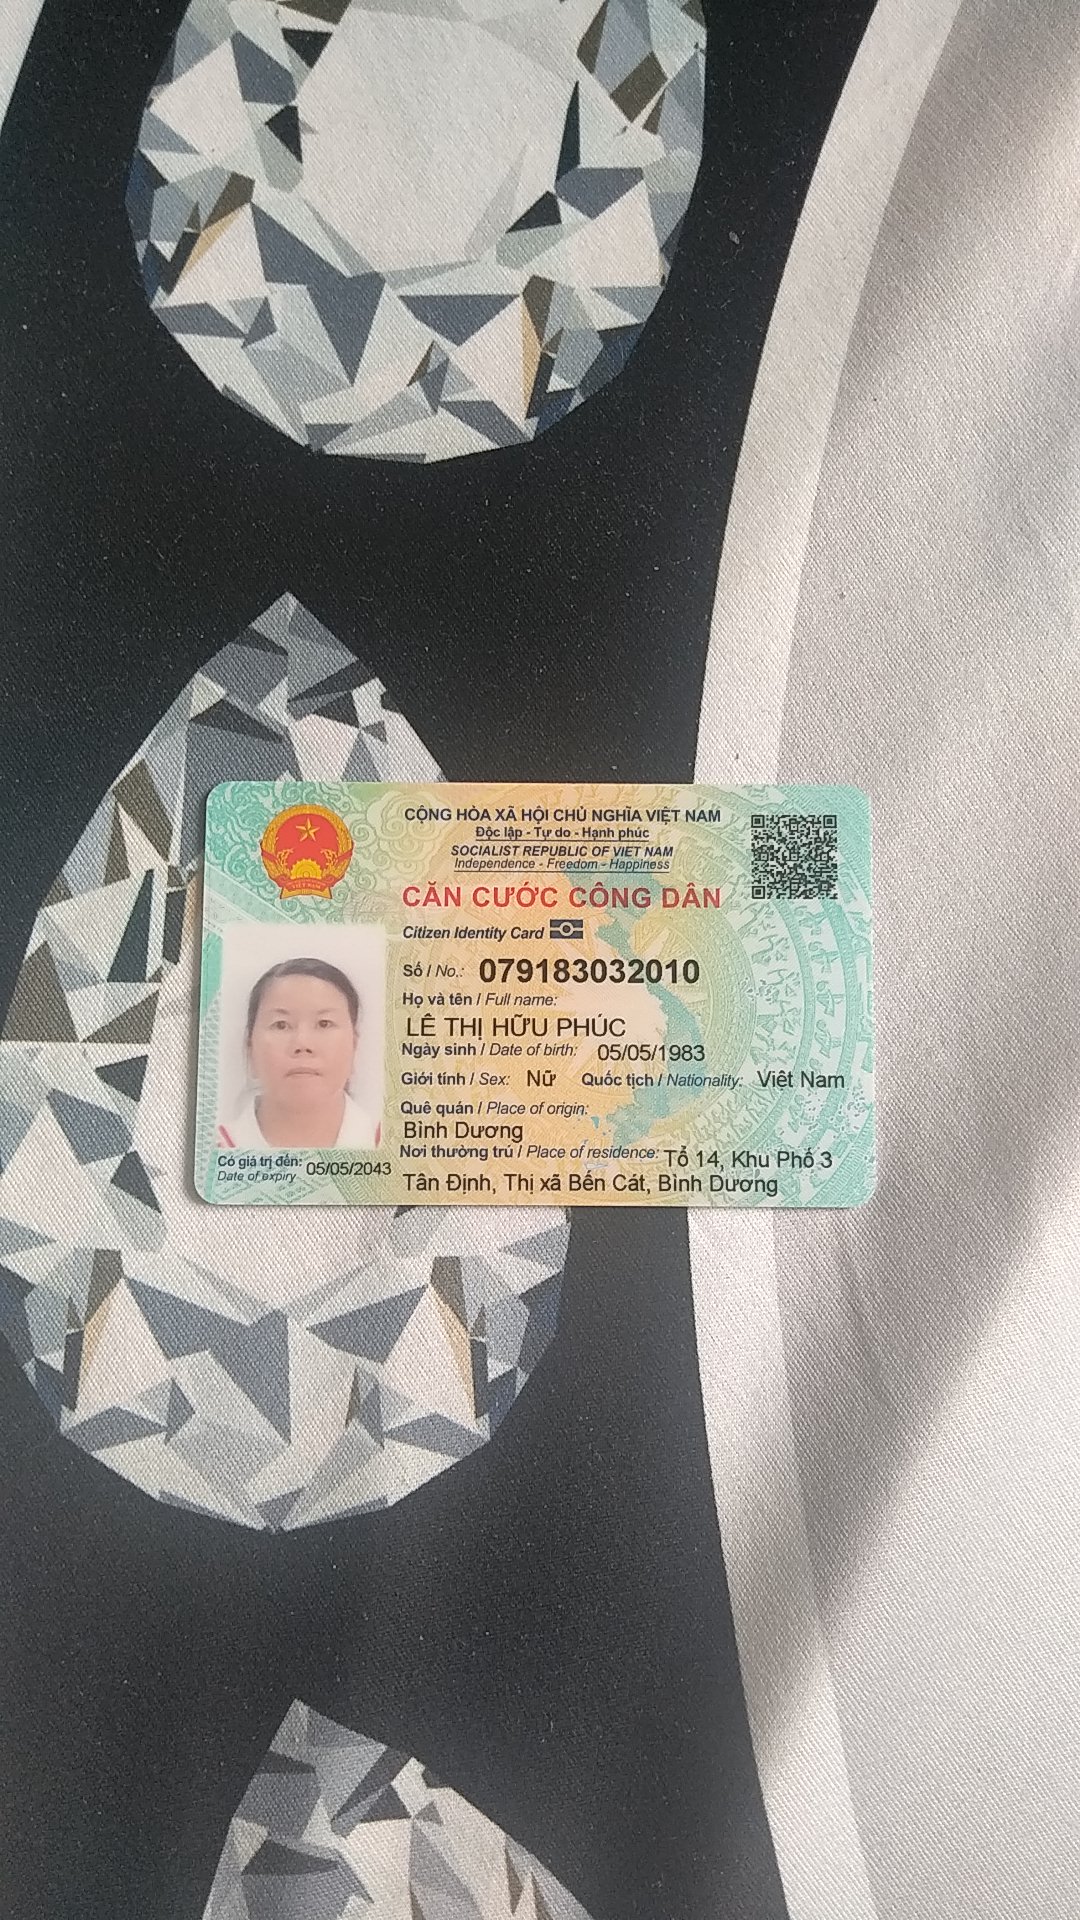 CỘNG HÒA XÃ HỘI CHỦ NGHĨA VIỆT NAM
Độc lập - Tự do - Hạnh phúc
SOCIALIST REPUBLIC OF VIET NAM
Independence - Freedom - Happiness
CĂN CƯỚC CÔNG DÂN
Citizen Identity Card
Số / No.: 079183032010
Họ và tên / Full name:
LÊ THỊ HỮU PHÚC
Ngày sinh / Date of birth: 05/05/1983
Giới tính / Sex: Nữ Quốc tịch / Nationality: Việt Nam
Quê quán / Place of origin:
Bình Dương
Nơi thường trú / Place of residence: Tổ 14, Khu Phố 3
Tân Định, Thị xã Bến Cát, Bình Dương
Có giá trị đến: 05/05/2043
Date of expiry
VIỆT NAM